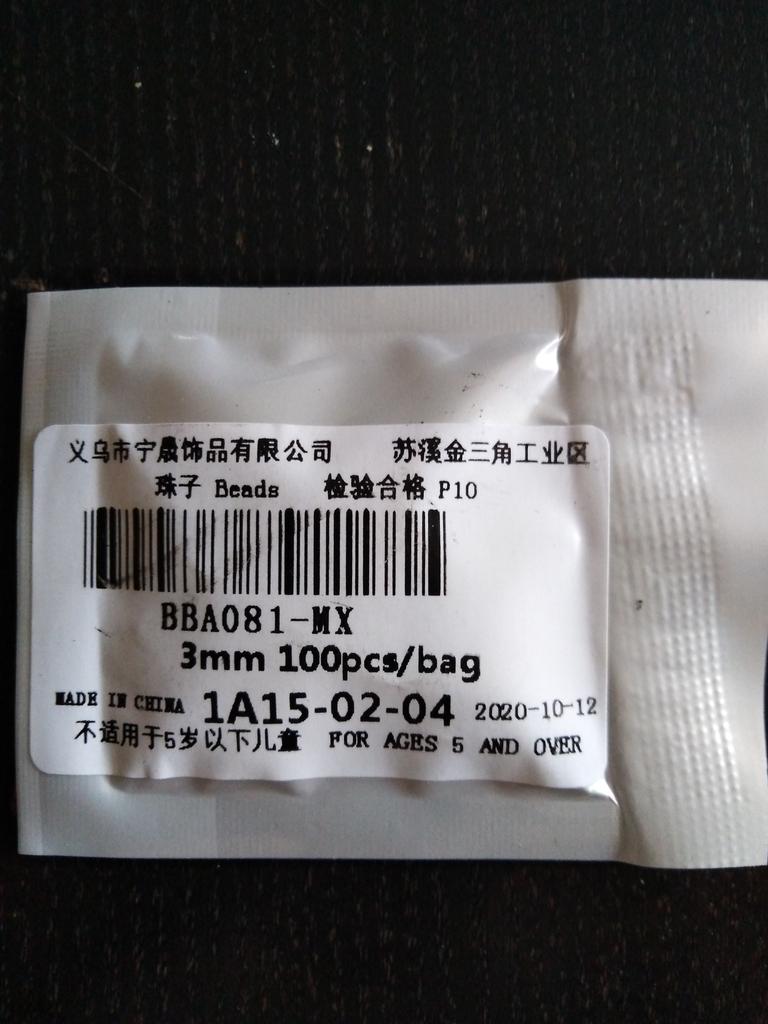 义乌市宁晟饰品有限公司 苏溪金三角工业区
珠子 Beads 检验合格 P10
BBA081-MX
3mm 100pcs/bag
MADE IN CHINA 1A15-02-04 2020-10-12
不适用于5岁以下儿童 FOR AGES 5 AND OVER